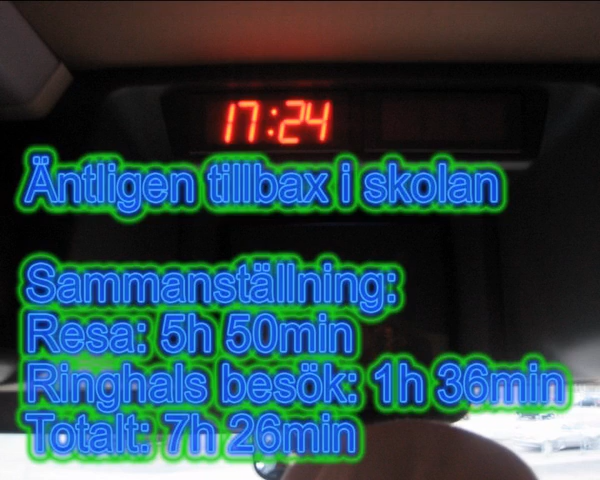 17:24
Äntligen tillbax i skolan
Sammanställning:
Resa: 5h 50min
Ringhals besök: 1h 36min
Totalt: 7h 26min